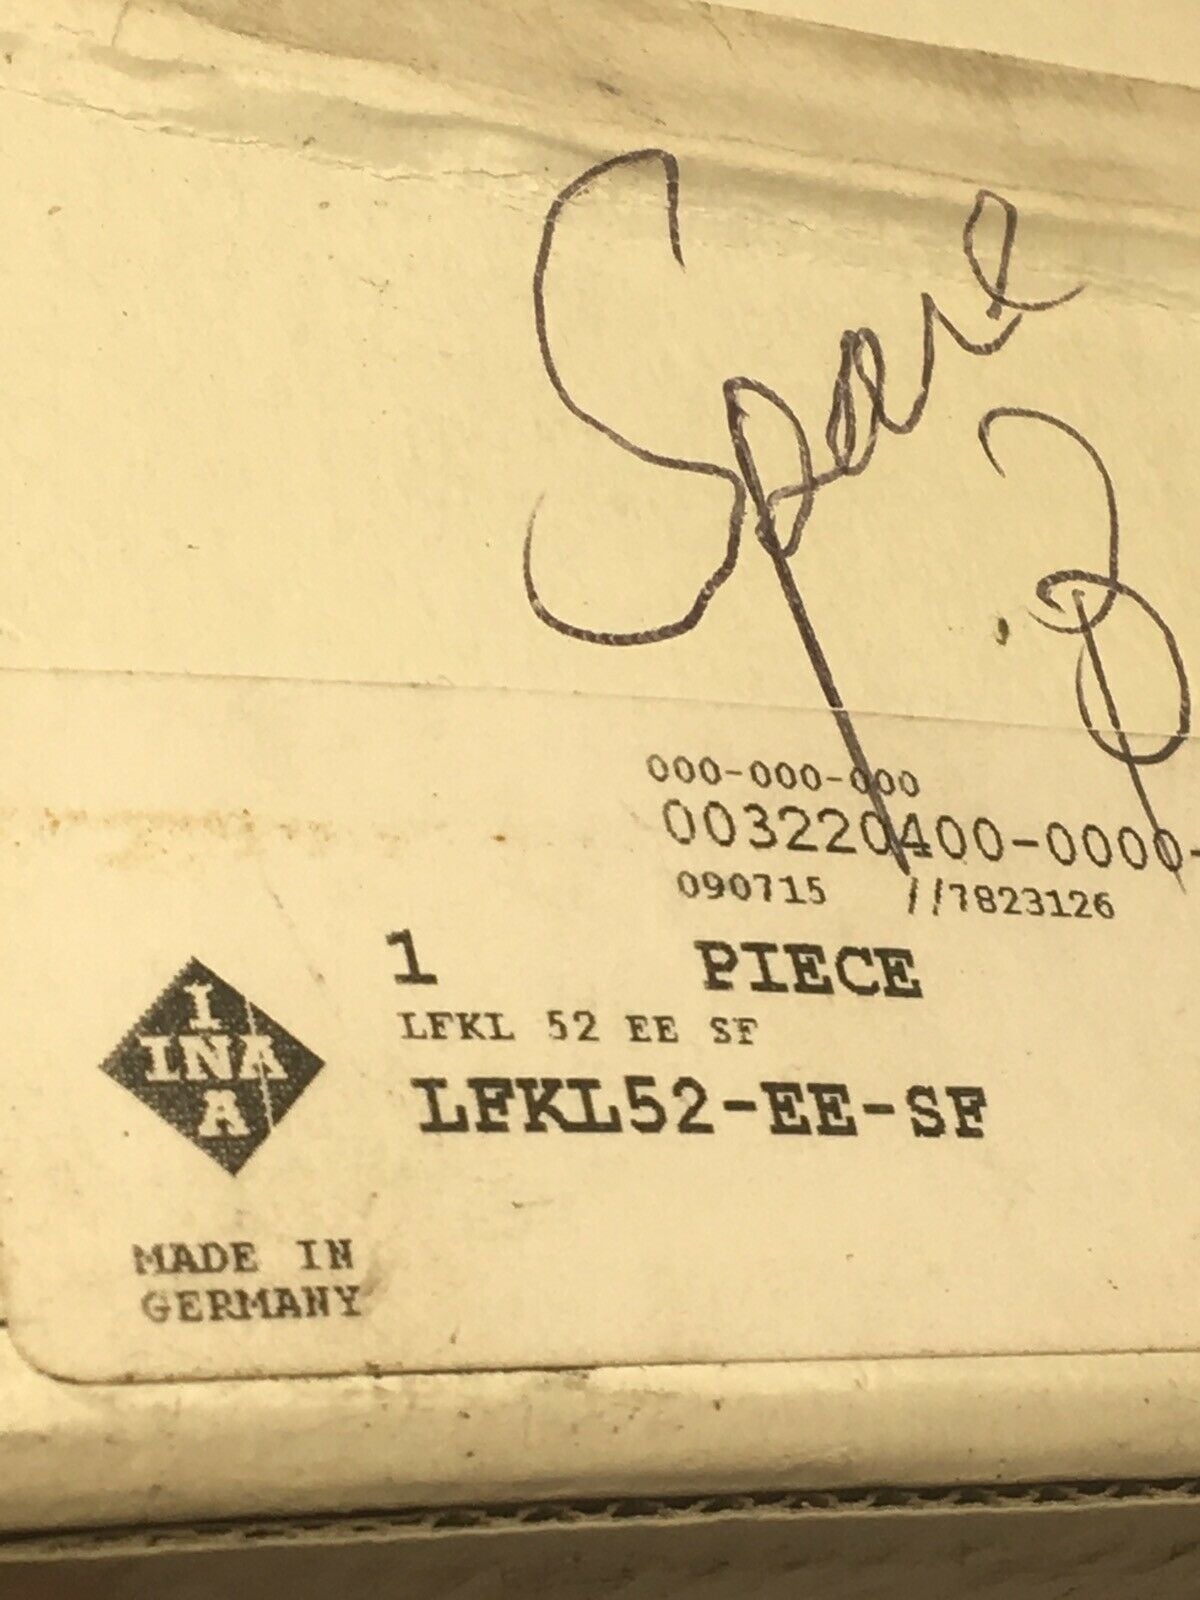 Spare
000-000-000
003220400-0000-
090715 //7823126
1 PIECE
LFKL 52 EE SF
LFKL52-EE-SF
INA
INA
MADE IN
GERMANY